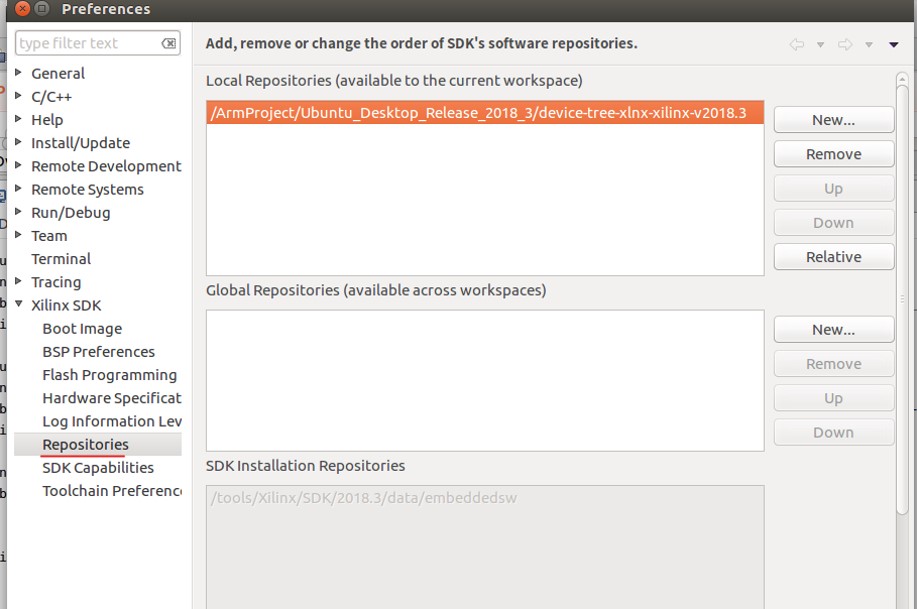 Preferences
type filter text
General
C/C++
Help
Install/Update
Remote Development
Remote Systems
Run/Debug
Team
Terminal
Tracing
Xilinx SDK
Boot Image
BSP Preferences
Flash Programming
Hardware Specificat
Log Information Lev
Repositories
SDK Capabilities
Toolchain Preferenc
Add, remove or change the order of SDK's software repositories.
Local Repositories (available to the current workspace)
/ArmProject/Ubuntu_Desktop_Release_2018_3/device-tree-xlnx-xilinx-v2018.3
New...
Remove
Up
Down
Relative
Global Repositories (available across workspaces)
New...
Remove
Up
Down
SDK Installation Repositories
/tools/Xilinx/SDK/2018.3/data/embeddedsw